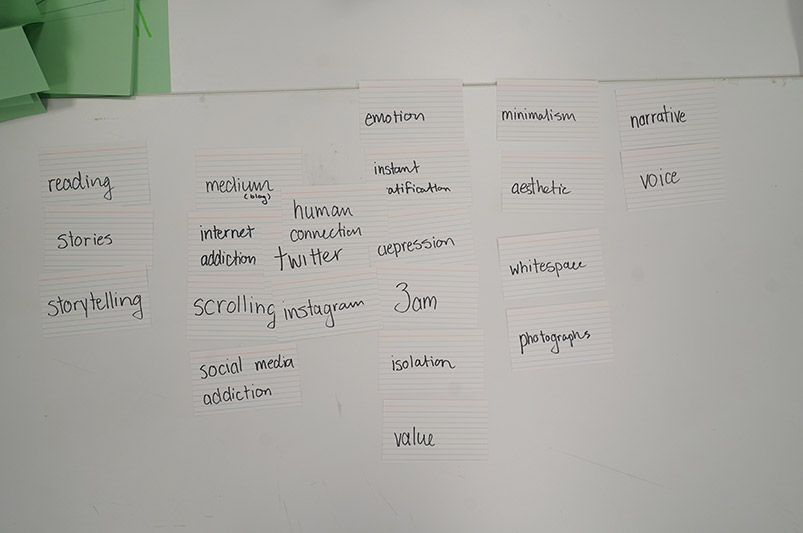 reading
stories
storytelling
medium
(blog)
internet
addiction
scrolling
social media
addiction
human
connection
twitter
instagram
emotion
instant
atification
depression
3am
isolation
value
minimalism
aesthetic
whitespace
photographs
narrative
voice